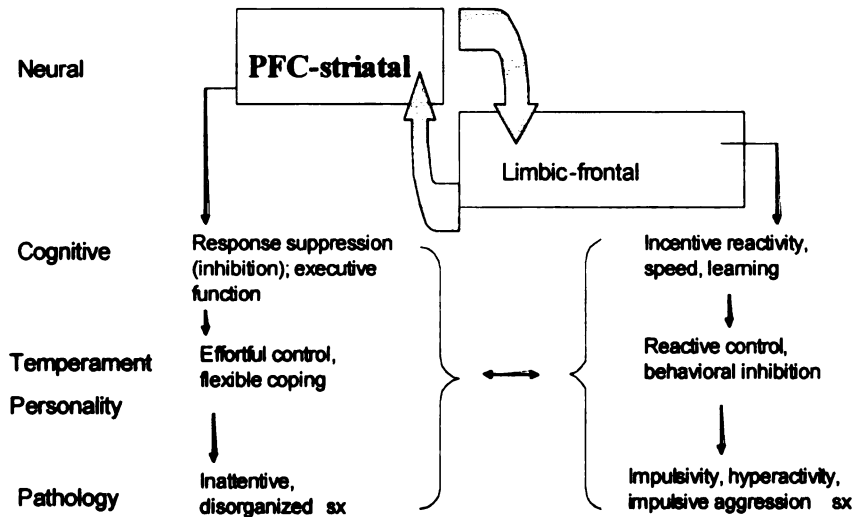 Neural
PFC-striatal
Limbic-frontal
Cognitive
Response suppression
(inhibition); executive
function
Incentive reactivity,
speed, learning
Temperament
Personality
Effortful control,
flexible coping
Reactive control,
behavioral inhibition
Pathology
Inattentive,
disorganized sx
Impulsivity, hyperactivity,
impulsive aggression sx